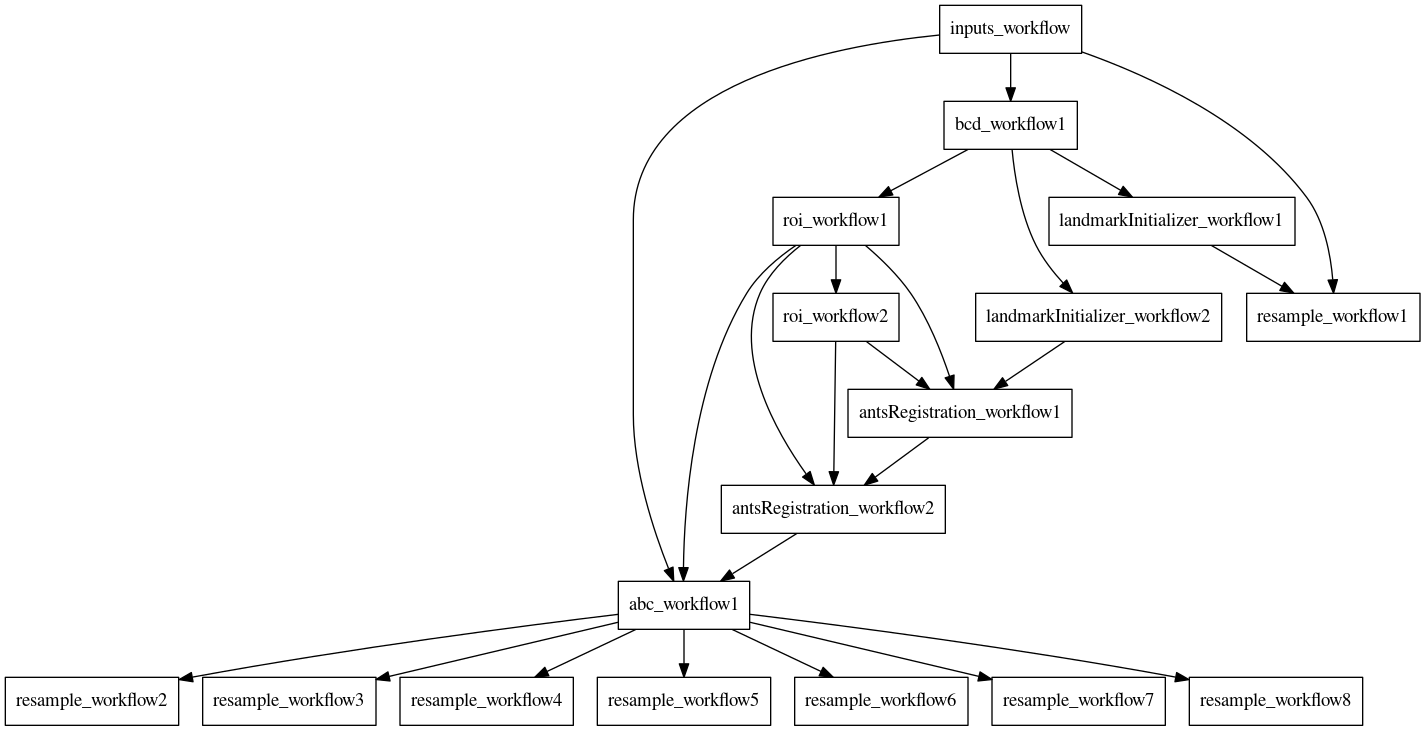 inputs_workflow
bcd_workflow1
roi_workflow1
landmarkInitializer_workflow1
roi_workflow2
landmarkInitializer_workflow2
resample_workflow1
antsRegistration_workflow1
antsRegistration_workflow2
abc_workflow1
resample_workflow2
resample_workflow3
resample_workflow4
resample_workflow5
resample_workflow6
resample_workflow7
resample_workflow8